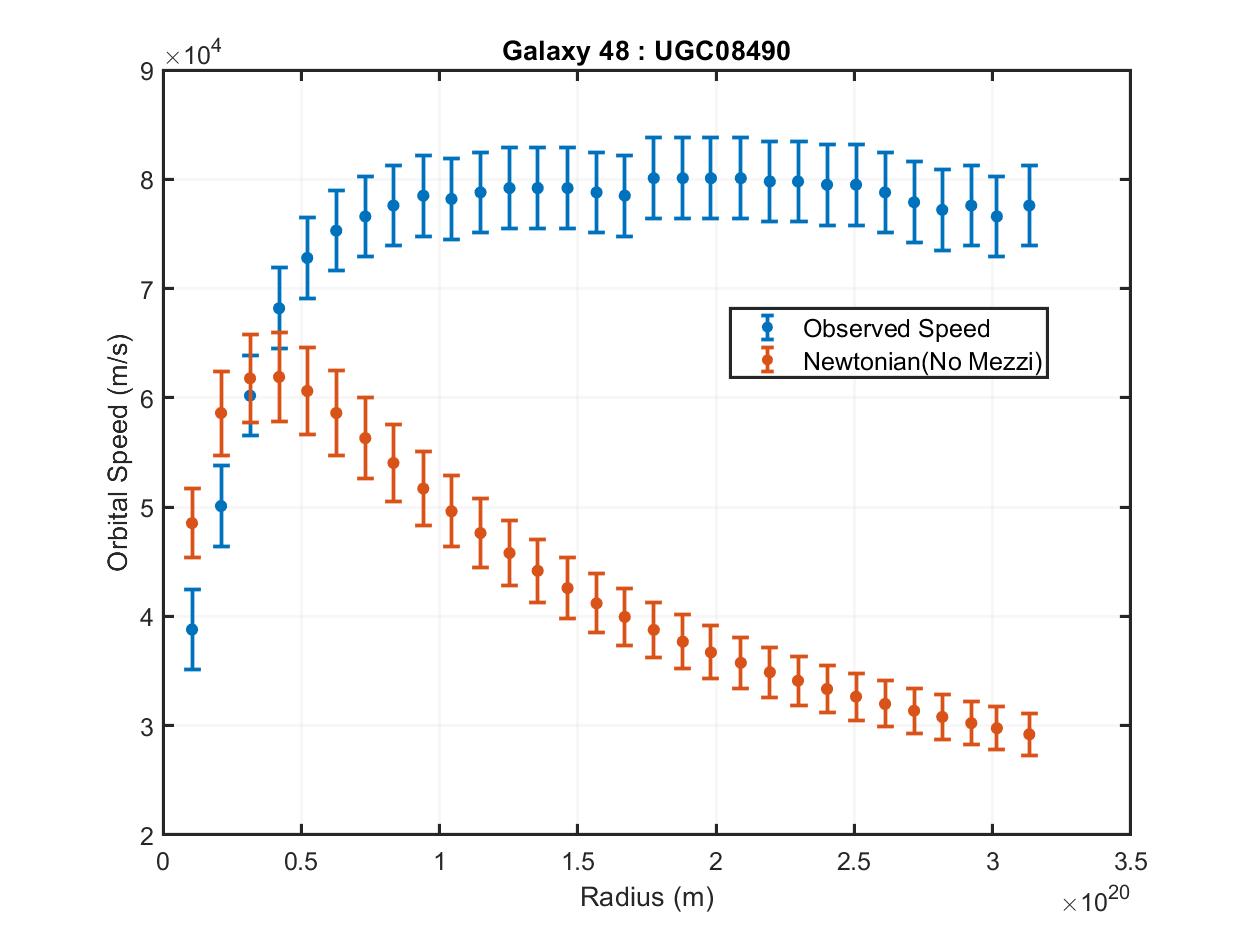 Galaxy 48 : UGC08490
×10⁴
9
8
7
6
5
4
3
2
Orbital Speed (m/s)
Observed Speed
Newtonian(No Mezzi)
0 0.5 1 1.5 2 2.5 3 3.5
Radius (m)
×10²⁰